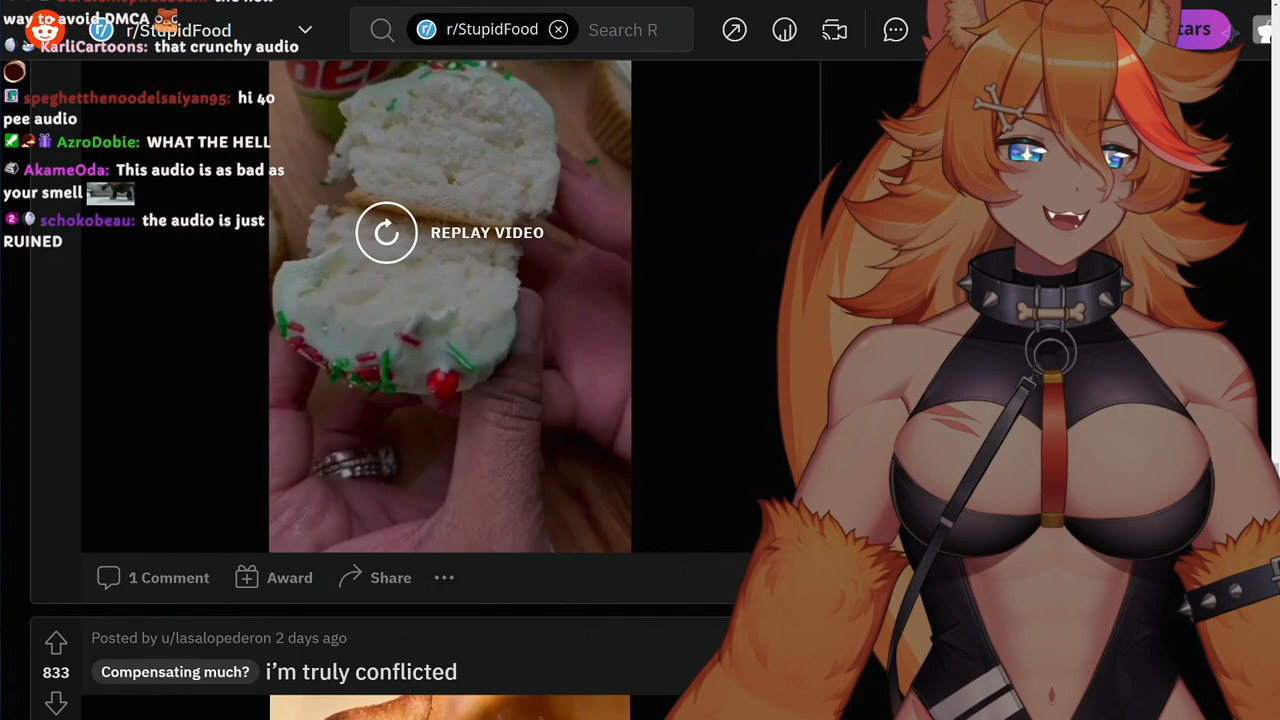 way to avoid DMCA
r/StupidFood
r/StupidFood
Search R
tars
KarliCartoons: that crunchy audio
speghetthenoodelsaiyan95: hi 40
pee audio
AzroDobie: WHAT THE HELL
AkameOda: This audio is as bad as
your smell
2 schokobeau: the audio is just
RUINED
REPLAY VIDEO
1 Comment
Award
Share
Posted by u/lasalopederon 2 days ago
833
Compensating much? i'm truly conflicted